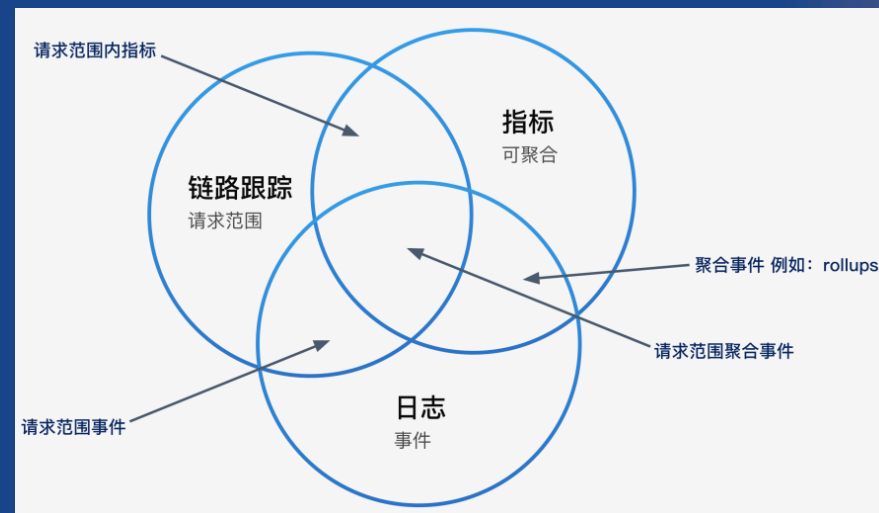 请求范围内指标
指标
可聚合
链路跟踪
请求范围
聚合事件 例如：rollups
请求范围聚合事件
日志
事件
请求范围事件